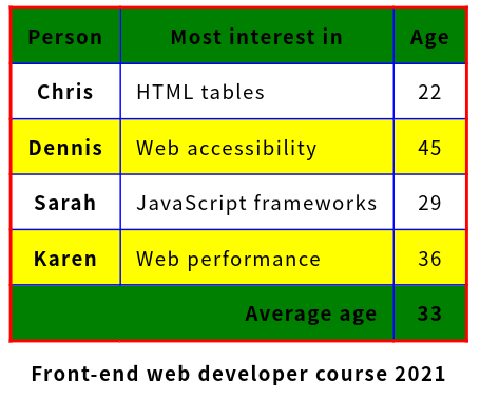 Person Most interest in Age
Chris HTML tables 22
Dennis Web accessibility 45
Sarah JavaScript frameworks 29
Karen Web performance 36
Average age 33
Front-end web developer course 2021